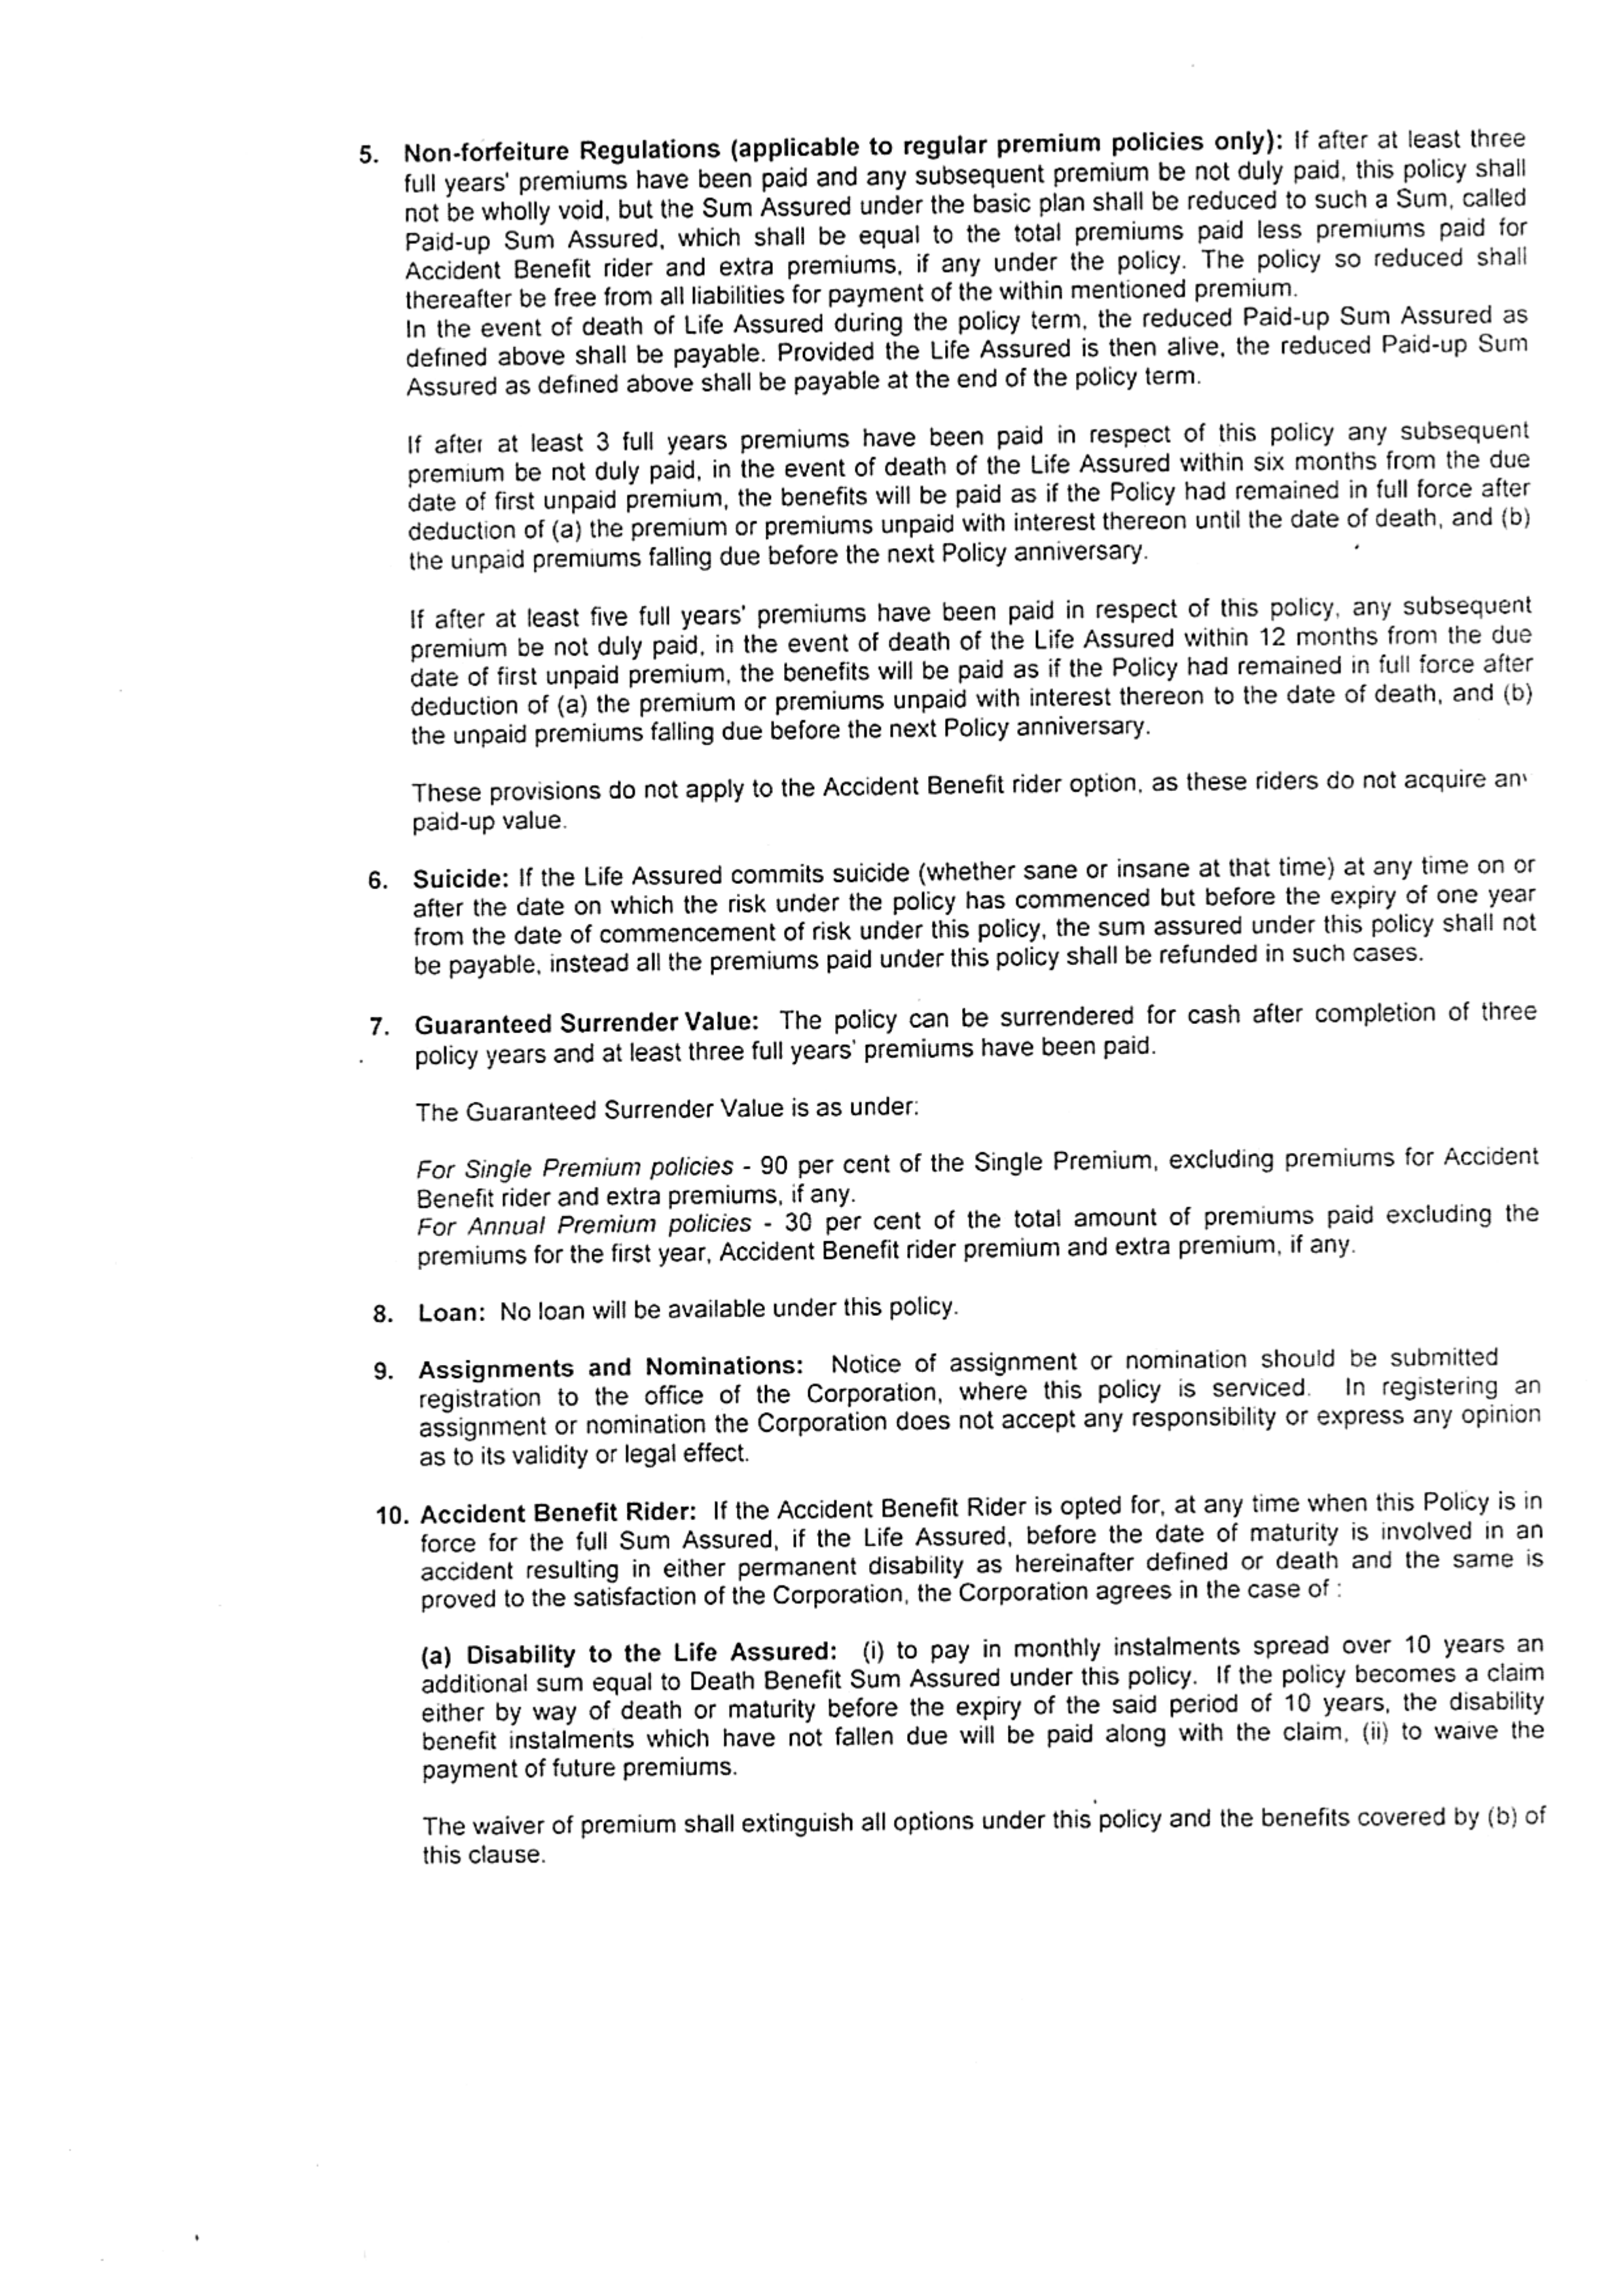 5. Non-forfeiture Regulations (applicable to regular premium policies only): If after at least three
full years' premiums have been paid and any subsequent premium be not duly paid, this policy shall
not be wholly void, but the Sum Assured under the basic plan shall be reduced to such a Sum, called
Paid-up Sum Assured, which shall be equal to the total premiums paid less premiums paid for
Accident Benefit rider and extra premiums, if any under the policy. The policy so reduced shall
thereafter be free from all liabilities for payment of the within mentioned premium.
In the event of death of Life Assured during the policy term, the reduced Paid-up Sum Assured as
defined above shall be payable. Provided the Life Assured is then alive, the reduced Paid-up Sum
Assured as defined above shall be payable at the end of the policy term.
If after at least 3 full years premiums have been paid in respect of this policy any subsequent
premium be not duly paid, in the event of death of the Life Assured within six months from the due
date of first unpaid premium, the benefits will be paid as if the Policy had remained in full force after
deduction of (a) the premium or premiums unpaid with interest thereon until the date of death, and (b)
the unpaid premiums falling due before the next Policy anniversary.
If after at least five full years' premiums have been paid in respect of this policy, any subsequent
premium be not duly paid, in the event of death of the Life Assured within 12 months from the due
date of first unpaid premium, the benefits will be paid as if the Policy had remained in full force after
deduction of (a) the premium or premiums unpaid with interest thereon to the date of death, and (b)
the unpaid premiums falling due before the next Policy anniversary.
These provisions do not apply to the Accident Benefit rider option, as these riders do not acquire an
paid-up value.
6. Suicide: If the Life Assured commits suicide (whether sane or insane at that time) at any time on or
after the date on which the risk under the policy has commenced but before the expiry of one year
from the date of commencement of risk under this policy, the sum assured under this policy shall not
be payable, instead all the premiums paid under this policy shall be refunded in such cases.
7. Guaranteed Surrender Value: The policy can be surrendered for cash after completion of three
policy years and at least three full years' premiums have been paid.
The Guaranteed Surrender Value is as under:
For Single Premium policies - 90 per cent of the Single Premium, excluding premiums for Accident
Benefit rider and extra premiums, if any.
For Annual Premium policies - 30 per cent of the total amount of premiums paid excluding the
premiums for the first year, Accident Benefit rider premium and extra premium, if any.
8. Loan: No loan will be available under this policy.
9. Assignments and Nominations: Notice of assignment or nomination should be submitted
registration to the office of the Corporation, where this policy is serviced. In registering an
assignment or nomination the Corporation does not accept any responsibility or express any opinion
as to its validity or legal effect.
10. Accident Benefit Rider: If the Accident Benefit Rider is opted for, at any time when this Policy is in
force for the full Sum Assured, if the Life Assured, before the date of maturity is involved in an
accident resulting in either permanent disability as hereinafter defined or death and the same is
proved to the satisfaction of the Corporation, the Corporation agrees in the case of :
(a) Disability to the Life Assured: (i) to pay in monthly instalments spread over 10 years an
additional sum equal to Death Benefit Sum Assured under this policy. If the policy becomes a claim
either by way of death or maturity before the expiry of the said period of 10 years, the disability
benefit instalments which have not fallen due will be paid along with the claim, (ii) to waive the
payment of future premiums.
The waiver of premium shall extinguish all options under this policy and the benefits covered by (b) of
this clause.